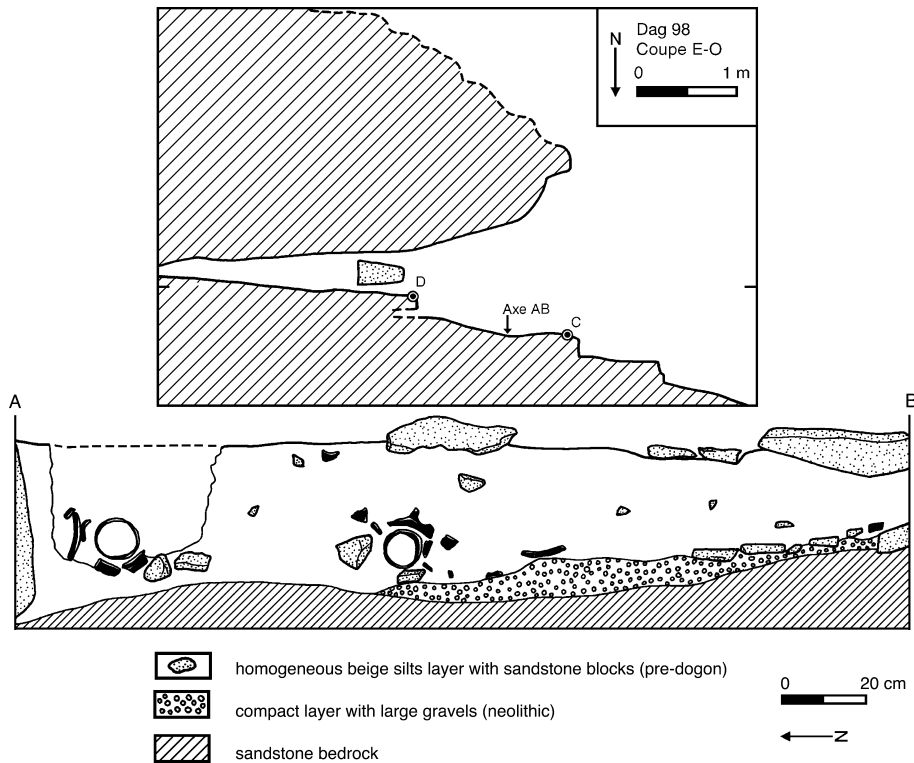 Dag 98
N
Coupe E-O
0 1 m
D
Axe AB
C
A
B
homogeneous beige silts layer with sandstone blocks (pre-dogon)
0 20 cm
compact layer with large gravels (neolithic)
N
sandstone bedrock